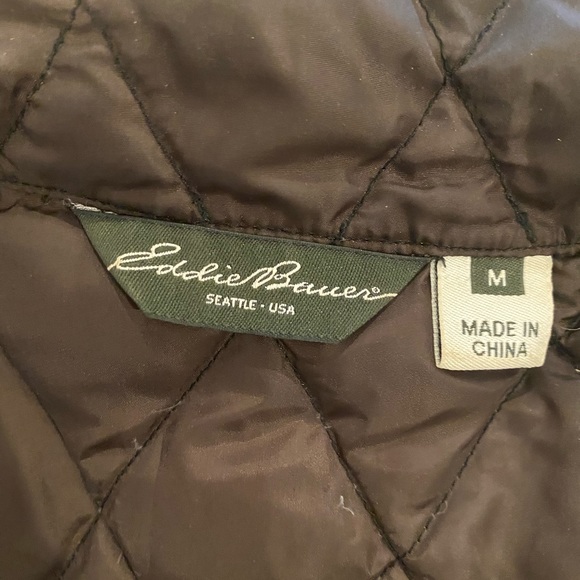 Eddie Bauer®
SEATTLE · USA
M
MADE IN
CHINA